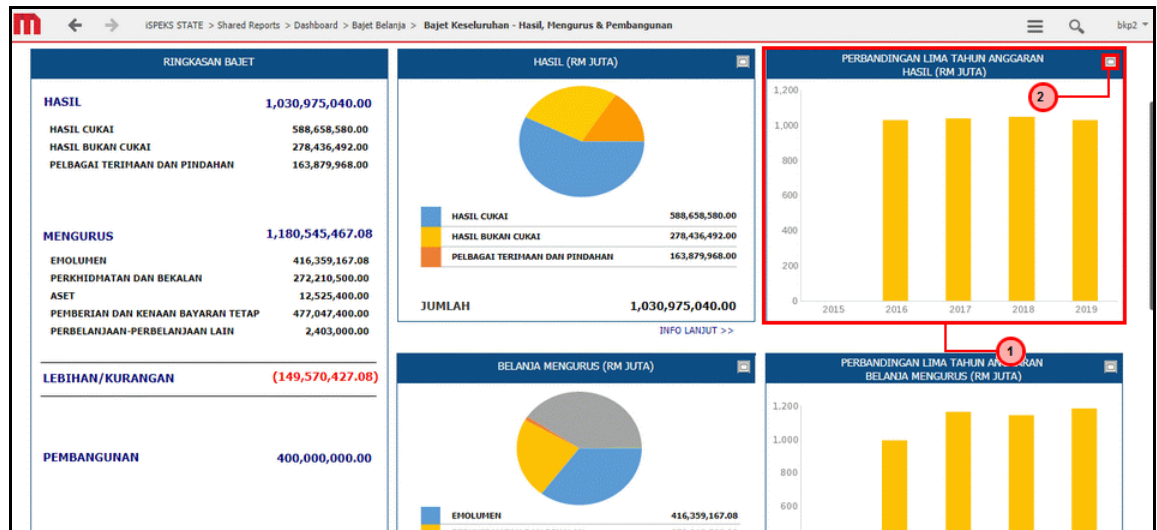 iSPEKS STATE > Shared Reports > Dashboard > Bajet Belanja > Bajet Keseluruhan - Hasil, Mengurus & Pembangunan
bkp2
RINGKASAN BAJET
HASIL 1,030,975,040.00
HASIL CUKAI 588,658,580.00
HASIL BUKAN CUKAI 278,436,492.00
PELBAGAI TERIMAAN DAN PINDAHAN 163,879,968.00
MENGURUS 1,180,545,467.08
EMOLUMEN 416,359,167.08
PERKHIDMATAN DAN BEKALAN 272,210,500.00
ASET 12,525,400.00
PEMBERIAN DAN KENAAN BAYARAN TETAP 477,047,400.00
PERBELANJAAN-PERBELANJAAN LAIN 2,403,000.00
LEBIHAN/KURANGAN (149,570,427.08)
PEMBANGUNAN 400,000,000.00
HASIL (RM JUTA)
HASIL CUKAI 588,658,580.00
HASIL BUKAN CUKAI 278,436,492.00
PELBAGAI TERIMAAN DAN PINDAHAN 163,879,968.00
JUMLAH 1,030,975,040.00
INFO LANJUT >>
PERBANDINGAN LIMA TAHUN ANGGARAN
HASIL (RM JUTA)
2
1,200
1,000
800
600
400
200
0
2015 2016 2017 2018 2019
1
BELANJA MENGURUS (RM JUTA)
EMOLUMEN 416,359,167.08
PERBANDINGAN LIMA TAHUN
BELANJA MENGURUS (RM JUTA)
1,200
1,000
800
600